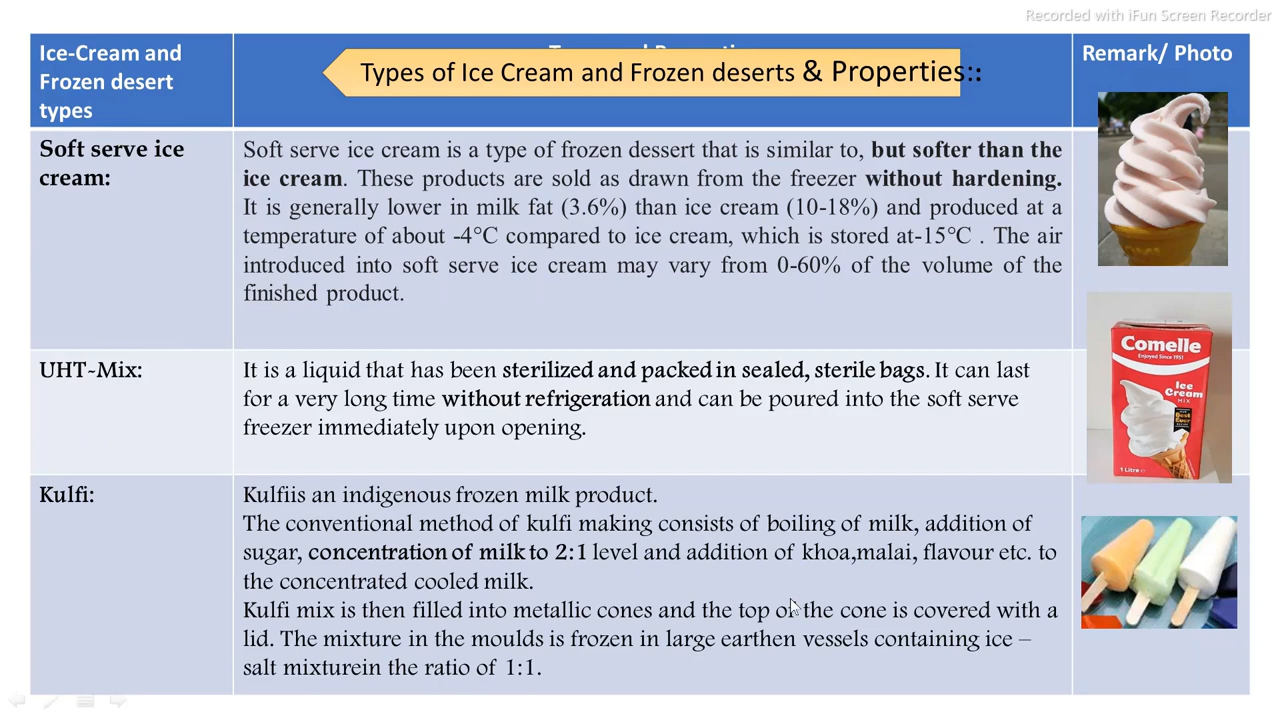 Recorded with iFun Screen Recorder
Ice-Cream and
Frozen desert
types
Types of Ice Cream and Frozen deserts & Properties::
Remark/ Photo
Soft serve ice
cream:
Soft serve ice cream is a type of frozen dessert that is similar to, but softer than the
ice cream. These products are sold as drawn from the freezer without hardening.
It is generally lower in milk fat (3.6%) than ice cream (10-18%) and produced at a
temperature of about -4°C compared to ice cream, which is stored at-15°C . The air
introduced into soft serve ice cream may vary from 0-60% of the volume of the
finished product.
UHT-Mix:
It is a liquid that has been sterilized and packed in sealed, sterile bags. It can last
for a very long time without refrigeration and can be poured into the soft serve
freezer immediately upon opening.
Comelle
Enjoyed Since 1951
Ice
Cream
MIX
Best
Ever
1 Litre e
Kulfi:
Kulfiis an indigenous frozen milk product.
The conventional method of kulfi making consists of boiling of milk, addition of
sugar, concentration of milk to 2:1 level and addition of khoa,malai, flavour etc. to
the concentrated cooled milk.
Kulfi mix is then filled into metallic cones and the top of the cone is covered with a
lid. The mixture in the moulds is frozen in large earthen vessels containing ice –
salt mixturein the ratio of 1:1.